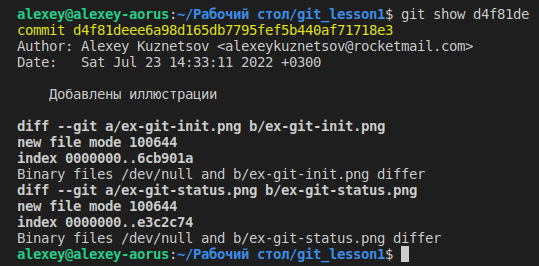 alexey@alexey-aorus:~/Рабочий стол/git_lesson1$ git show d4f81de
commit d4f81deee6a98d165db7795fef5b440af71718e3
Author: Alexey Kuznetsov <alexeykuznetsov@rocketmail.com>
Date:   Sat Jul 23 14:33:11 2022 +0300

    Добавлены иллюстрации

diff --git a/ex-git-init.png b/ex-git-init.png
new file mode 100644
index 0000000..6cb901a
Binary files /dev/null and b/ex-git-init.png differ
diff --git a/ex-git-status.png b/ex-git-status.png
new file mode 100644
index 0000000..e3c2c74
Binary files /dev/null and b/ex-git-status.png differ
alexey@alexey-aorus:~/Рабочий стол/git_lesson1$